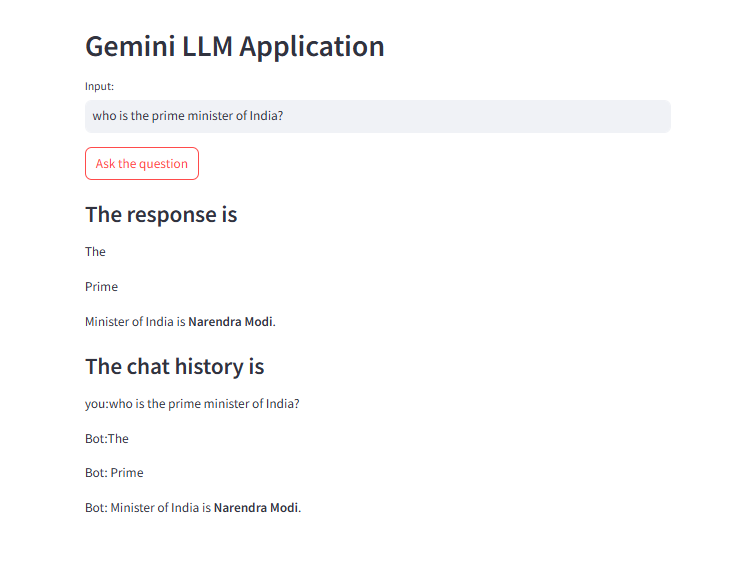 Gemini LLM Application
Input:
who is the prime minister of India?
Ask the question
The response is
The
Prime
Minister of India is Narendra Modi.
The chat history is
you:who is the prime minister of India?
Bot:The
Bot: Prime
Bot: Minister of India is Narendra Modi.